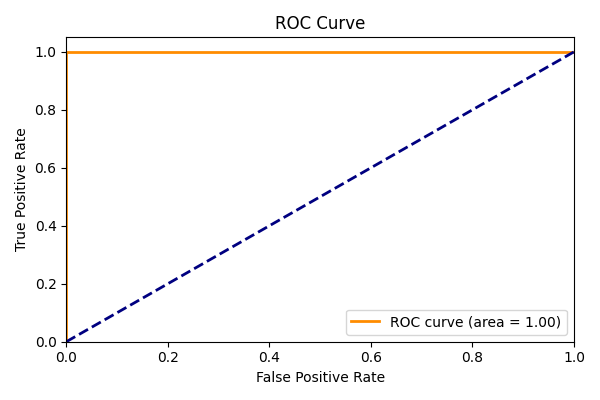 ROC Curve
True Positive Rate
1.0
0.8
0.6
0.4
0.2
0.0
ROC curve (area = 1.00)
0.0 0.2 0.4 0.6 0.8 1.0
False Positive Rate